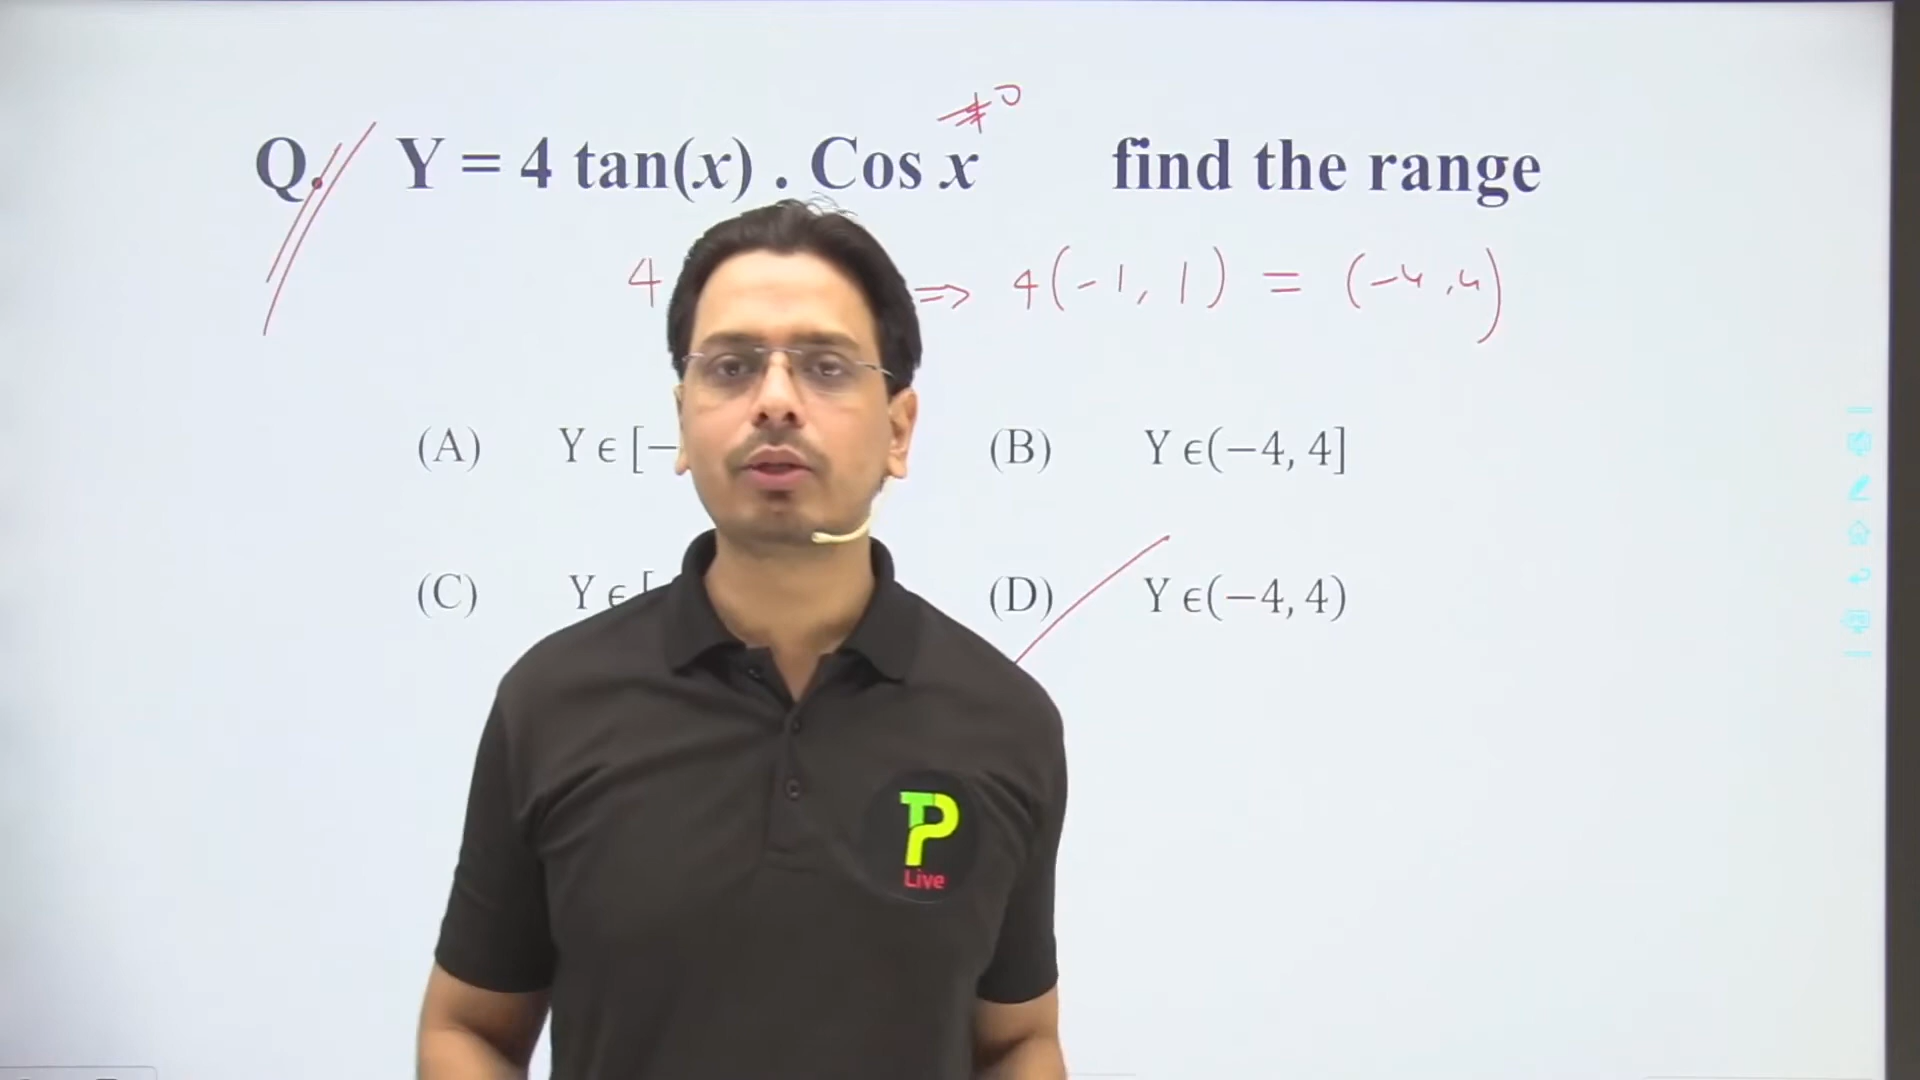 ≠ 0
Q. Y = 4 tan(x) . Cos x find the range
4 ⇒ 4(-1, 1) = (-4, 4)
(A) Y ϵ [− (B) Y ϵ(−4, 4]
(C) Y ϵ [ (D) Y ϵ(−4, 4)
TP
Live